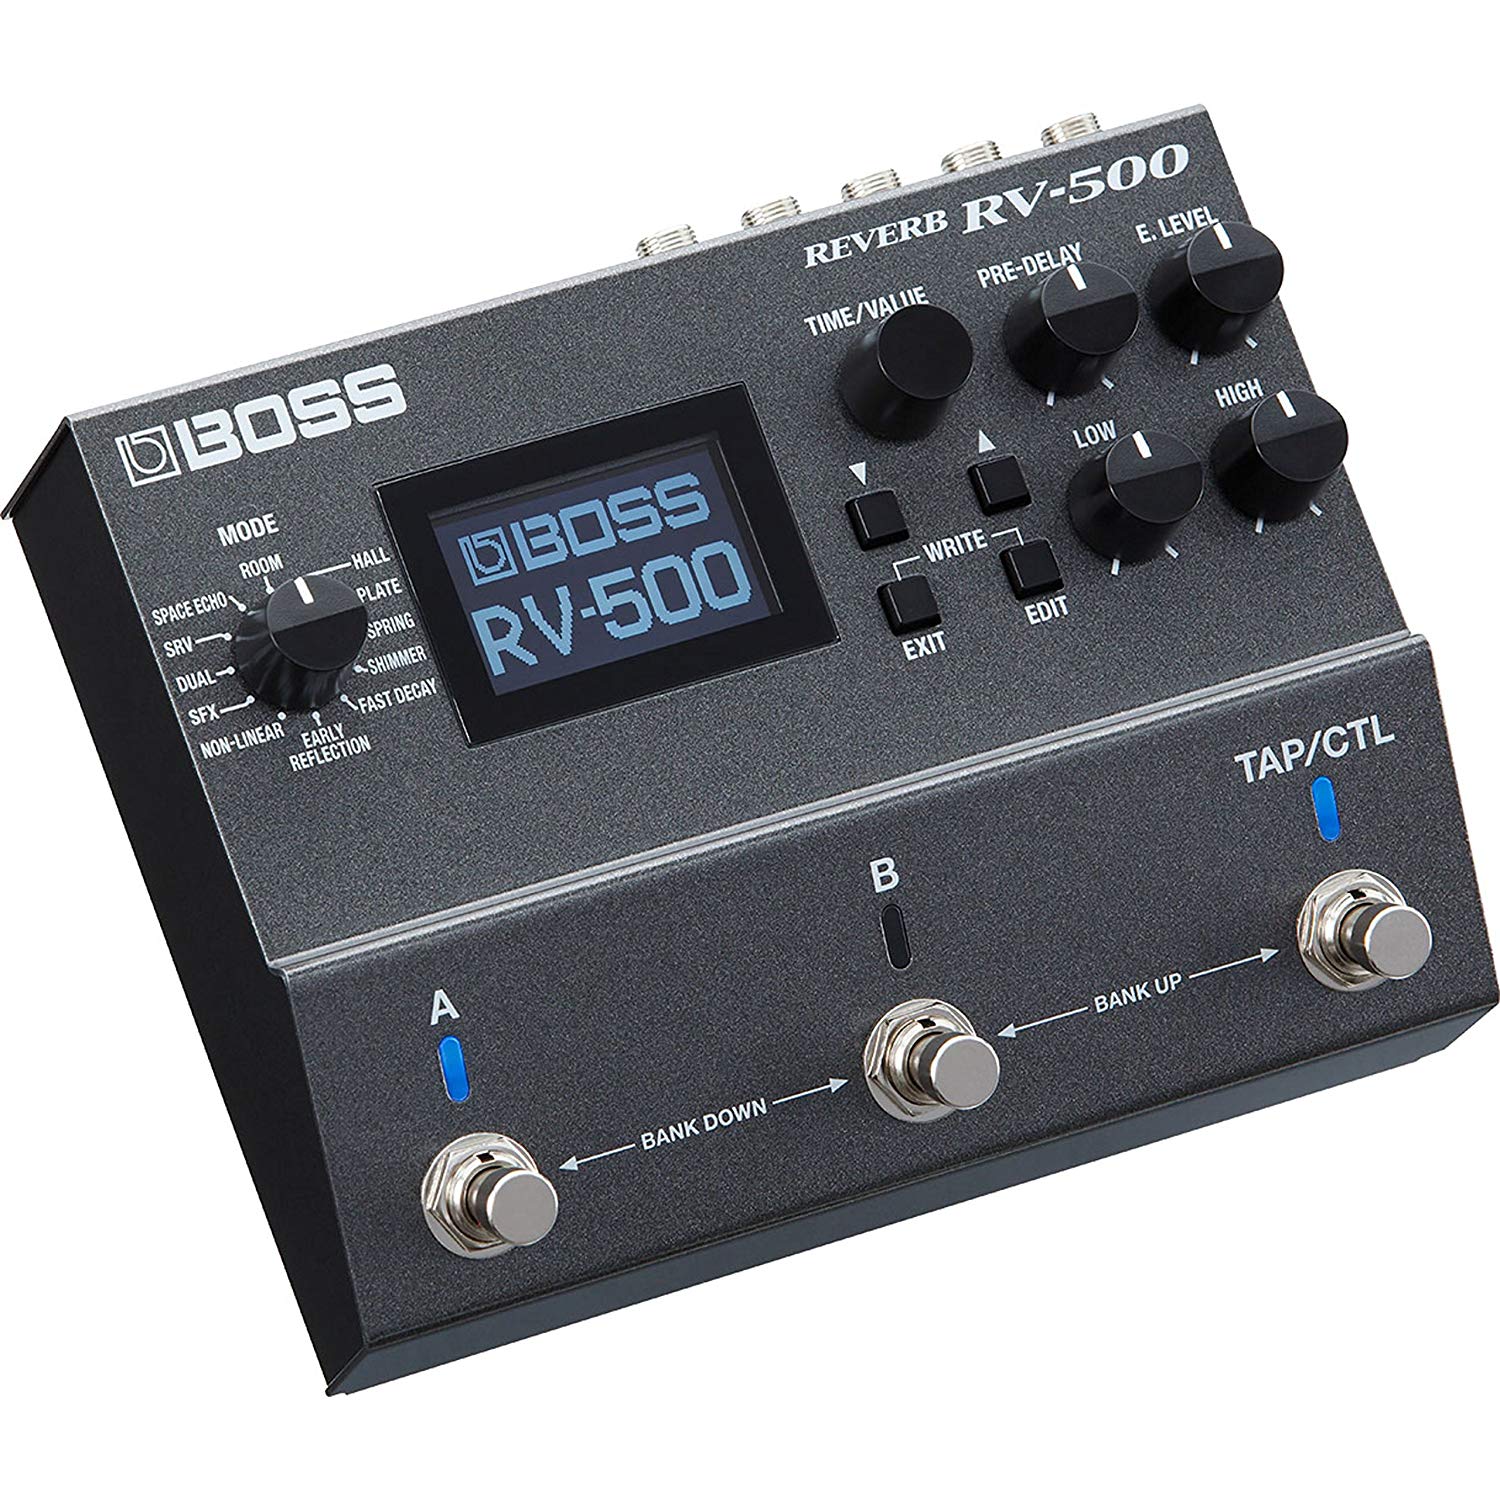 REVERB RV-500
TIME/VALUE
PRE-DELAY
E. LEVEL
BOSS
BOSS
RV-500
LOW
HIGH
WRITE
EXIT
EDIT
MODE
ROOM
HALL
SPACE ECHO
PLATE
SRV
SPRING
DUAL
SHIMMER
SFX
FAST DECAY
NON-LINEAR
EARLY
REFLECTION
A
B
TAP/CTL
BANK DOWN
BANK UP